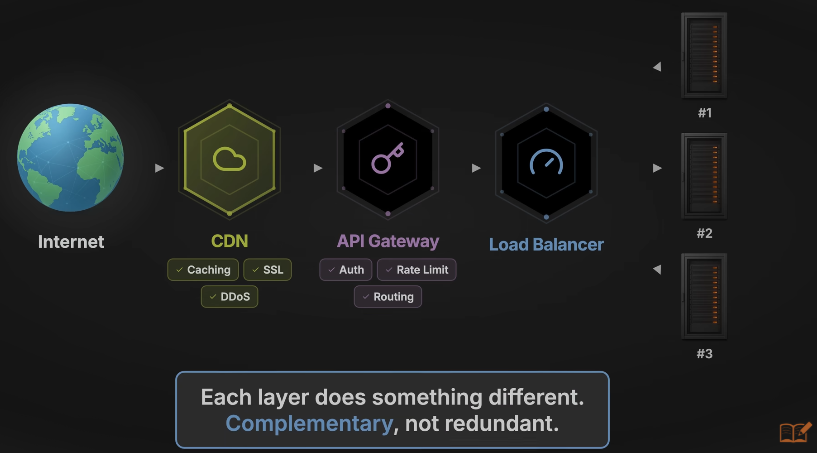 Internet
CDN
✓ Caching
✓ SSL
✓ DDoS
API Gateway
✓ Auth
✓ Rate Limit
✓ Routing
Load Balancer
#1
#2
#3
Each layer does something different.
Complementary, not redundant.